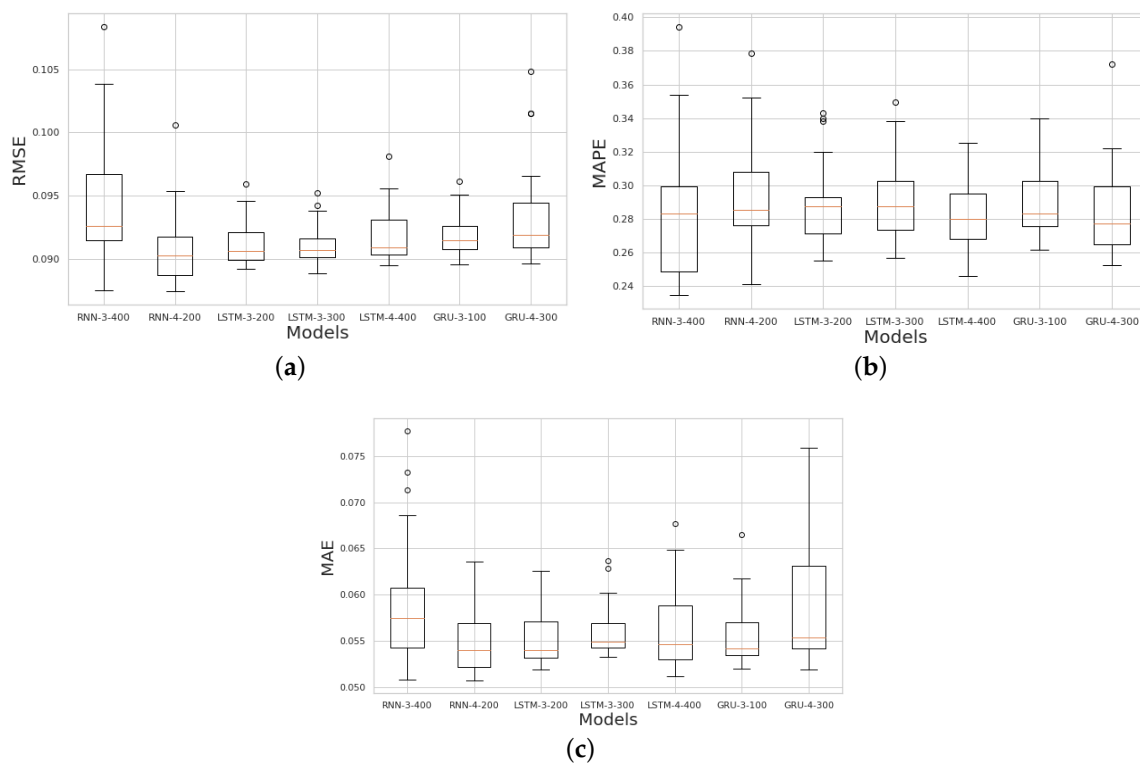 RMSE
0.105
0.100
0.095
0.090
RNN-3-400 RNN-4-200 LSTM-3-200 LSTM-3-300 LSTM-4-400 GRU-3-100 GRU-4-300
Models
(a)
MAPE
0.40
0.38
0.36
0.34
0.32
0.30
0.28
0.26
0.24
RNN-3-400 RNN-4-200 LSTM-3-200 LSTM-3-300 LSTM-4-400 GRU-3-100 GRU-4-300
Models
(b)
MAE
0.075
0.070
0.065
0.060
0.055
0.050
RNN-3-400 RNN-4-200 LSTM-3-200 LSTM-3-300 LSTM-4-400 GRU-3-100 GRU-4-300
Models
(c)